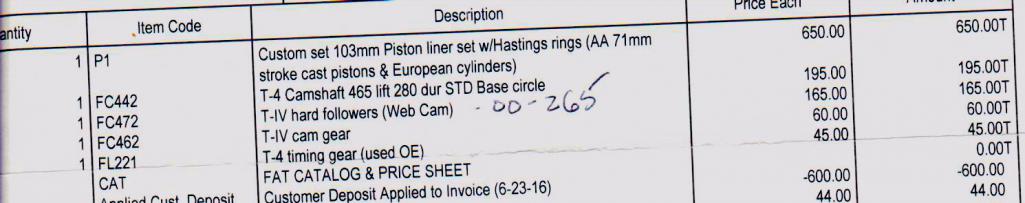 antity Item Code Description Price Each Amount
1 P1 Custom set 103mm Piston liner set w/Hastings rings (AA 71mm 650.00 650.00T
stroke cast pistons & European cylinders)
1 FC442 T-4 Camshaft 465 lift 280 dur STD Base circle 195.00 195.00T
1 FC472 T-IV hard followers (Web Cam) - 00-265 165.00 165.00T
1 FC462 T-IV cam gear 60.00 60.00T
1 FL221 T-4 timing gear (used OE) 45.00 45.00T
CAT FAT CATALOG & PRICE SHEET 0.00T
Applied Cust. Deposit Customer Deposit Applied to Invoice (6-23-16) -600.00 -600.00
44.00 44.00